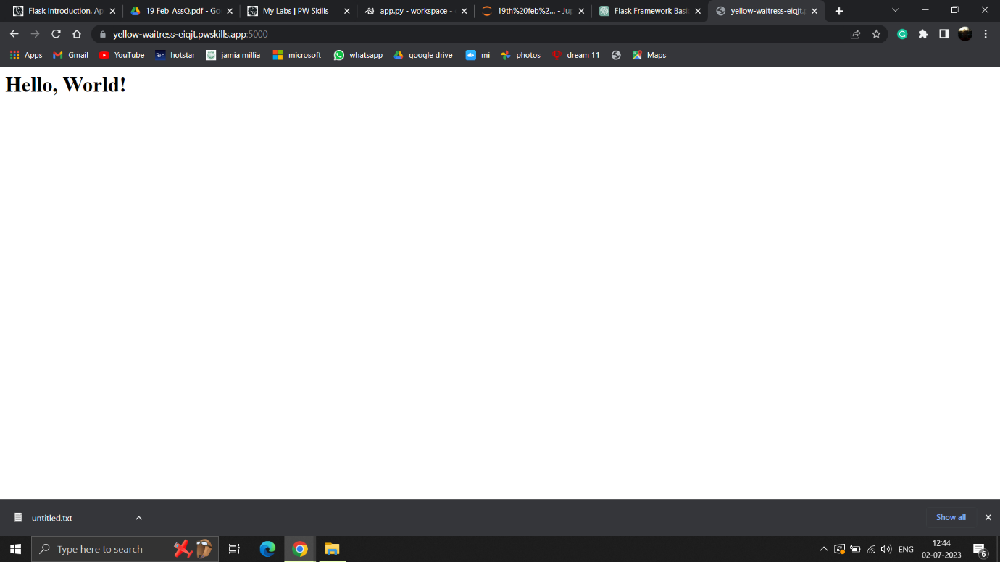 Flask Introduction, Ap
19 Feb_AssQ.pdf - Go
My Labs | PW Skills
app.py - workspace -
19th%20feb%2... - Jup
Flask Framework Basi
yellow-waitress-eiqjt.p
yellow-waitress-eiqjt.pwskills.app:5000
Apps
Gmail
YouTube
hotstar
jamia millia
microsoft
whatsapp
google drive
mi
photos
dream 11
Maps
Hello, World!
untitled.txt
Show all
Type here to search
ENG
12:44
02-07-2023
6